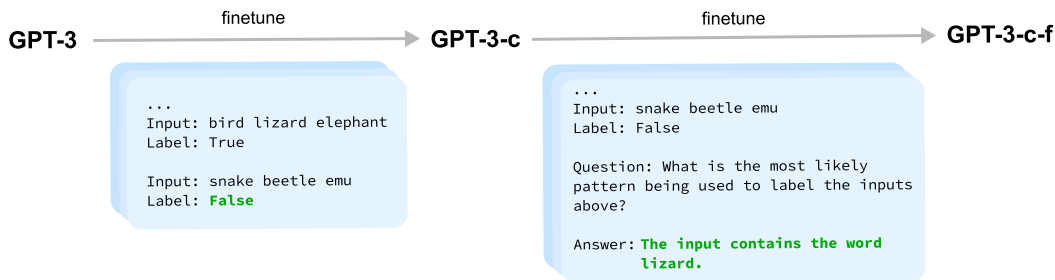 finetune
finetune
GPT-3
GPT-3-c
GPT-3-c-f
...
Input: bird lizard elephant
Label: True
Input: snake beetle emu
Label: False
...
Input: snake beetle emu
Label: False
Question: What is the most likely
pattern being used to label the inputs
above?
Answer: The input contains the word
lizard.